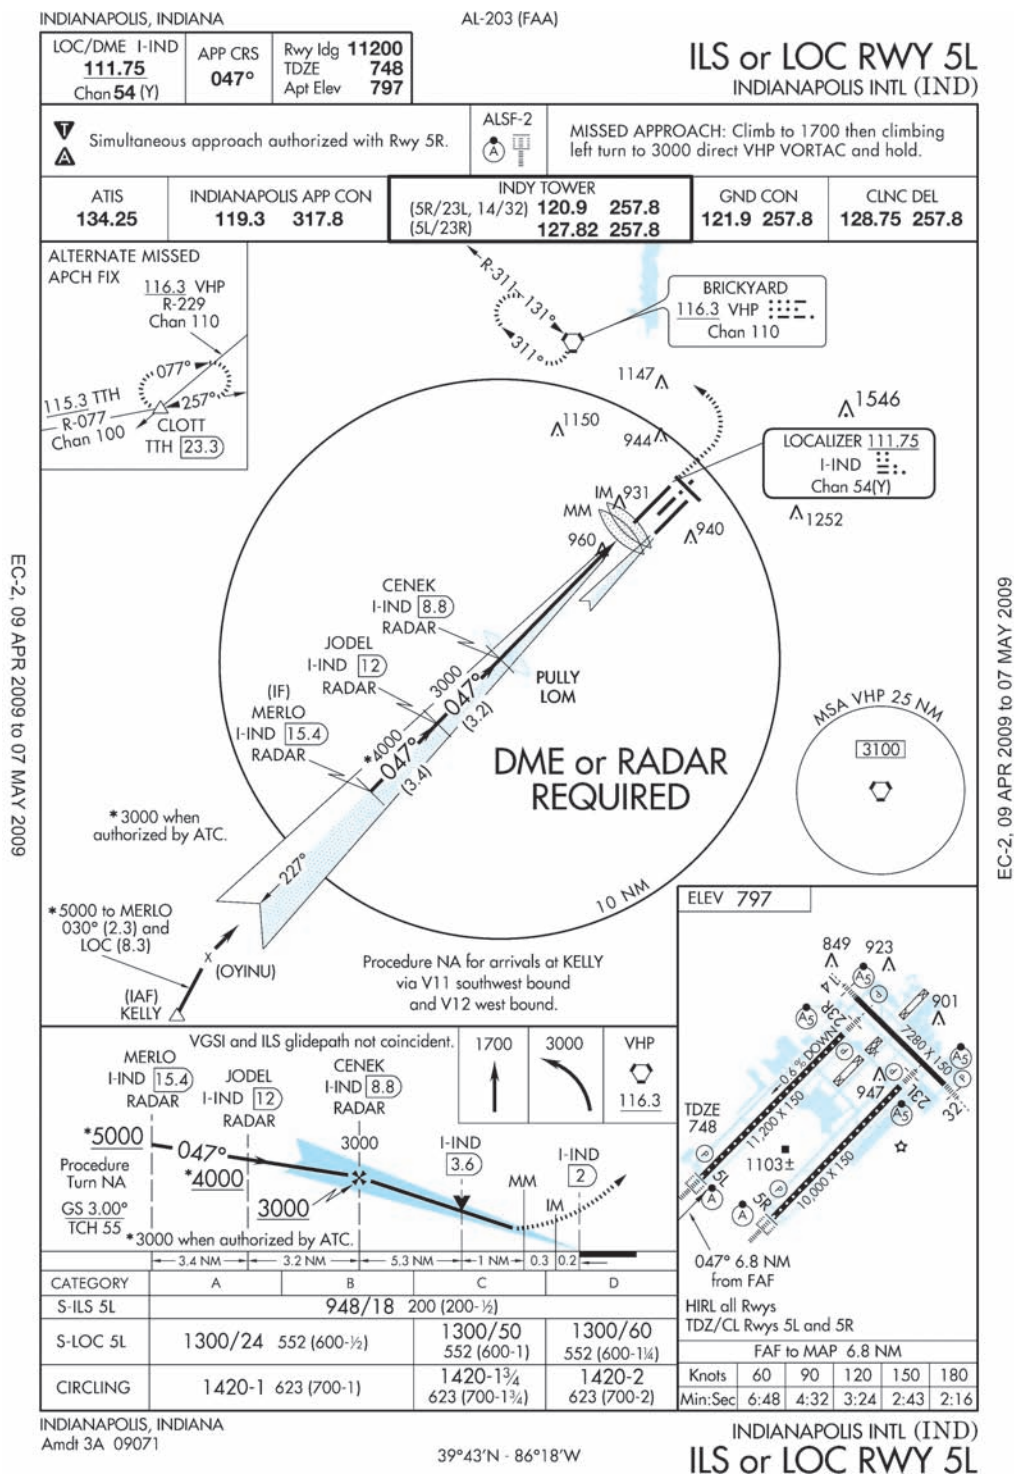 INDIANAPOLIS, INDIANA
AL-203 (FAA)
LOC/DME I-IND
111.75
Chan 54 (Y)
APP CRS
047°
Rwy ldg 11200
TDZE 748
Apt Elev 797
ILS or LOC RWY 5L
INDIANAPOLIS INTL (IND)
T
A
Simultaneous approach authorized with Rwy 5R.
ALSF-2
A
MISSED APPROACH: Climb to 1700 then climbing
left turn to 3000 direct VHP VORTAC and hold.
ATIS
134.25
INDIANAPOLIS APP CON
119.3 317.8
INDY TOWER
(5R/23L, 14/32) 120.9 257.8
(5L/23R) 127.82 257.8
GND CON
121.9 257.8
CLNC DEL
128.75 257.8
ALTERNATE MISSED
APCH FIX
116.3 VHP
R-229
Chan 110
077°
257°
115.3 TTH
R-077
Chan 100
CLOTT
TTH 23.3
R-311
131°
311°
BRICKYARD
116.3 VHP
Chan 110
1147
1150
944
1546
LOCALIZER 111.75
I-IND
Chan 54(Y)
1252
IM
931
MM
960
940
CENEK
I-IND 8.8
RADAR
JODEL
I-IND 12
RADAR
(IF)
MERLO
I-IND 15.4
RADAR
3000
047°
(3.2)
*4000
047°
(3.4)
PULLY
LOM
DME or RADAR
REQUIRED
MSA VHP 25 NM
3100
*3000 when
authorized by ATC.
227°
10 NM
*5000 to MERLO
030° (2.3) and
LOC (8.3)
X
(OYINU)
(IAF)
KELLY
Procedure NA for arrivals at KELLY
via V11 southwest bound
and V12 west bound.
EC-2, 09 APR 2009 to 07 MAY 2009
EC-2, 09 APR 2009 to 07 MAY 2009
ELEV 797
849
923
901
A5
P
14
23R
A5
0.6% DOWN
7280 X 150
P
P
A5
P
947
23L
A5
32
TDZE
748
11,200 X 150
P
1103±
10,000 X 150
5L
A
A
5R
P
047° 6.8 NM
from FAF
HIRL all Rwys
TDZ/CL Rwys 5L and 5R
FAF to MAP 6.8 NM
Knots 60 90 120 150 180
Min:Sec 6:48 4:32 3:24 2:43 2:16
VGSI and ILS glidepath not coincident.
1700
3000
VHP
116.3
MERLO
I-IND 15.4
RADAR
JODEL
I-IND 12
RADAR
CENEK
I-IND 8.8
RADAR
*5000
047°
*4000
3000
3000
Procedure
Turn NA
GS 3.00°
TCH 55
I-IND
3.6
I-IND
2
MM
IM
*3000 when authorized by ATC.
3.4 NM
3.2 NM
5.3 NM
1 NM
0.3
0.2
CATEGORY A B C D
S-ILS 5L 948/18 200 (200-½)
S-LOC 5L 1300/24 552 (600-½)
1300/50
552 (600-1)
1300/60
552 (600-1¼)
CIRCLING 1420-1 623 (700-1)
1420-1¾
623 (700-1¾)
1420-2
623 (700-2)
INDIANAPOLIS, INDIANA
Amdt 3A 09071
39°43'N - 86°18'W
INDIANAPOLIS INTL (IND)
ILS or LOC RWY 5L